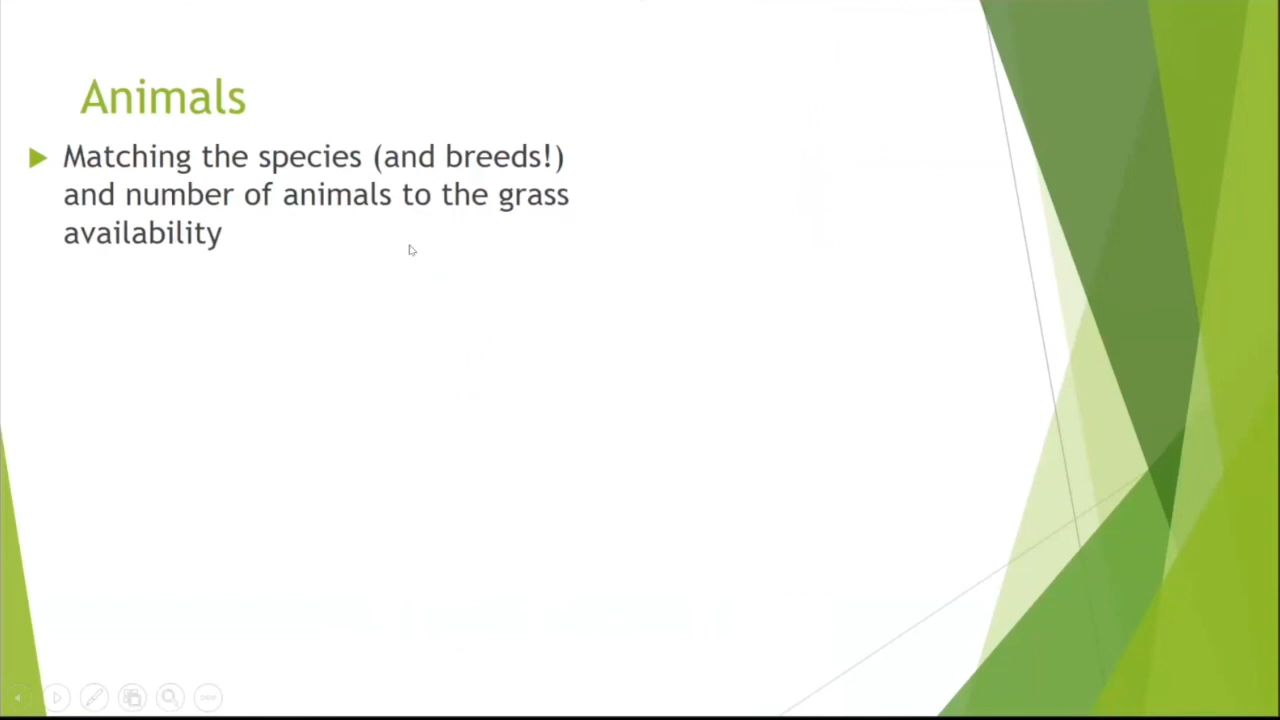 Animals
Matching the species (and breeds!)
and number of animals to the grass
availability